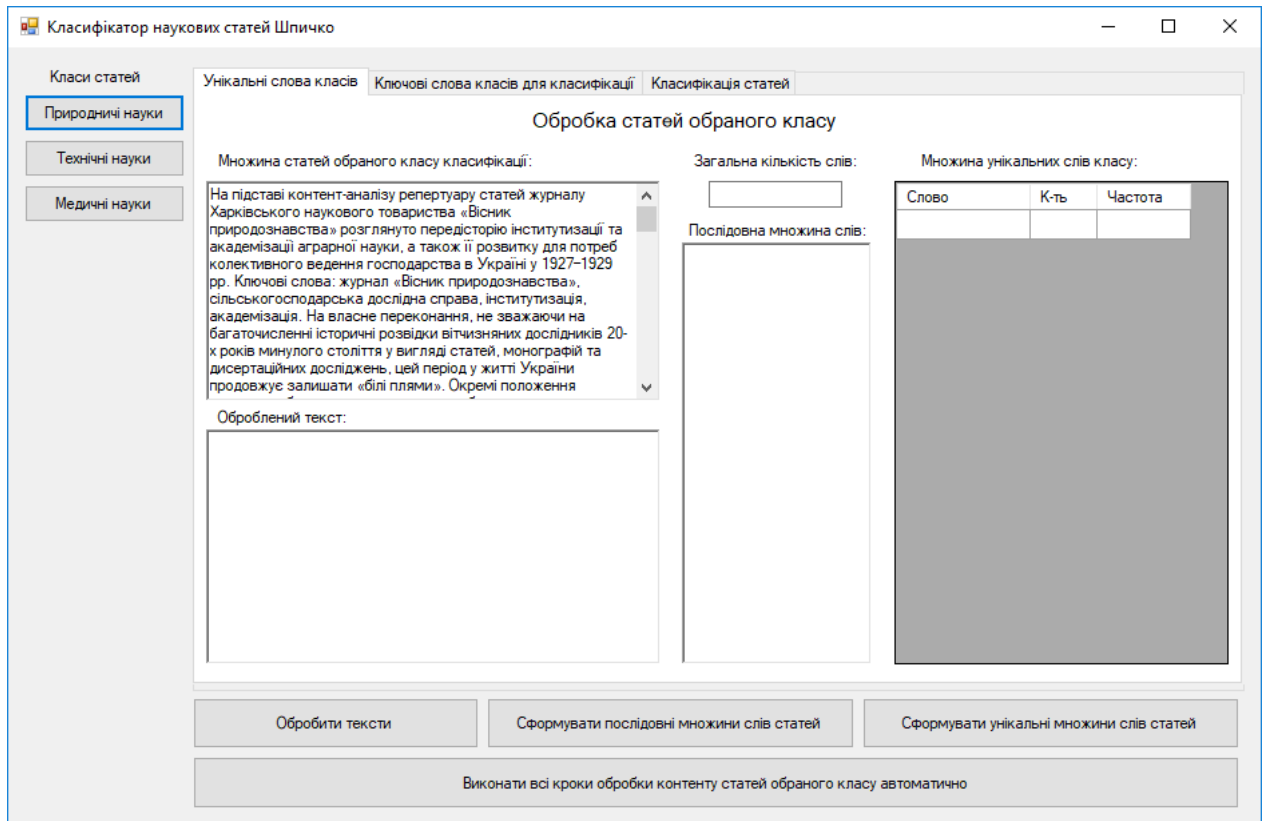 Класифікатор наукових статей Шпичко
Класи статей
Природничі науки
Технічні науки
Медичні науки
Унікальні слова класів
Ключові слова класів для класифікації
Класифікація статей
Обробка статей обраного класу
Множина статей обраного класу класифікації:
На підставі контент-аналізу репертуару статей журналу
Харківського наукового товариства «Вісник
природознавства» розглянуто передісторію інститутизації та
академізації аграрної науки, а також її розвитку для потреб
колективного ведення господарства в Україні у 1927–1929
рр. Ключові слова: журнал «Вісник природознавства»,
сільськогосподарська дослідна справа, інститутизація,
академізація. На власне переконання, не зважаючи на
багаточисленні історичні розвідки вітчизняних дослідників 20-
х років минулого століття у вигляді статей, монографій та
дисертаційних досліджень, цей період у житті України
продовжує залишати «білі плями». Окремі положення
Оброблений текст:
Загальна кількість слів:
Послідовна множина слів:
Множина унікальних слів класу:
Слово К-ть Частота
Обробити тексти
Сформувати послідовні множини слів статей
Сформувати унікальні множини слів статей
Виконати всі кроки обробки контенту статей обраного класу автоматично